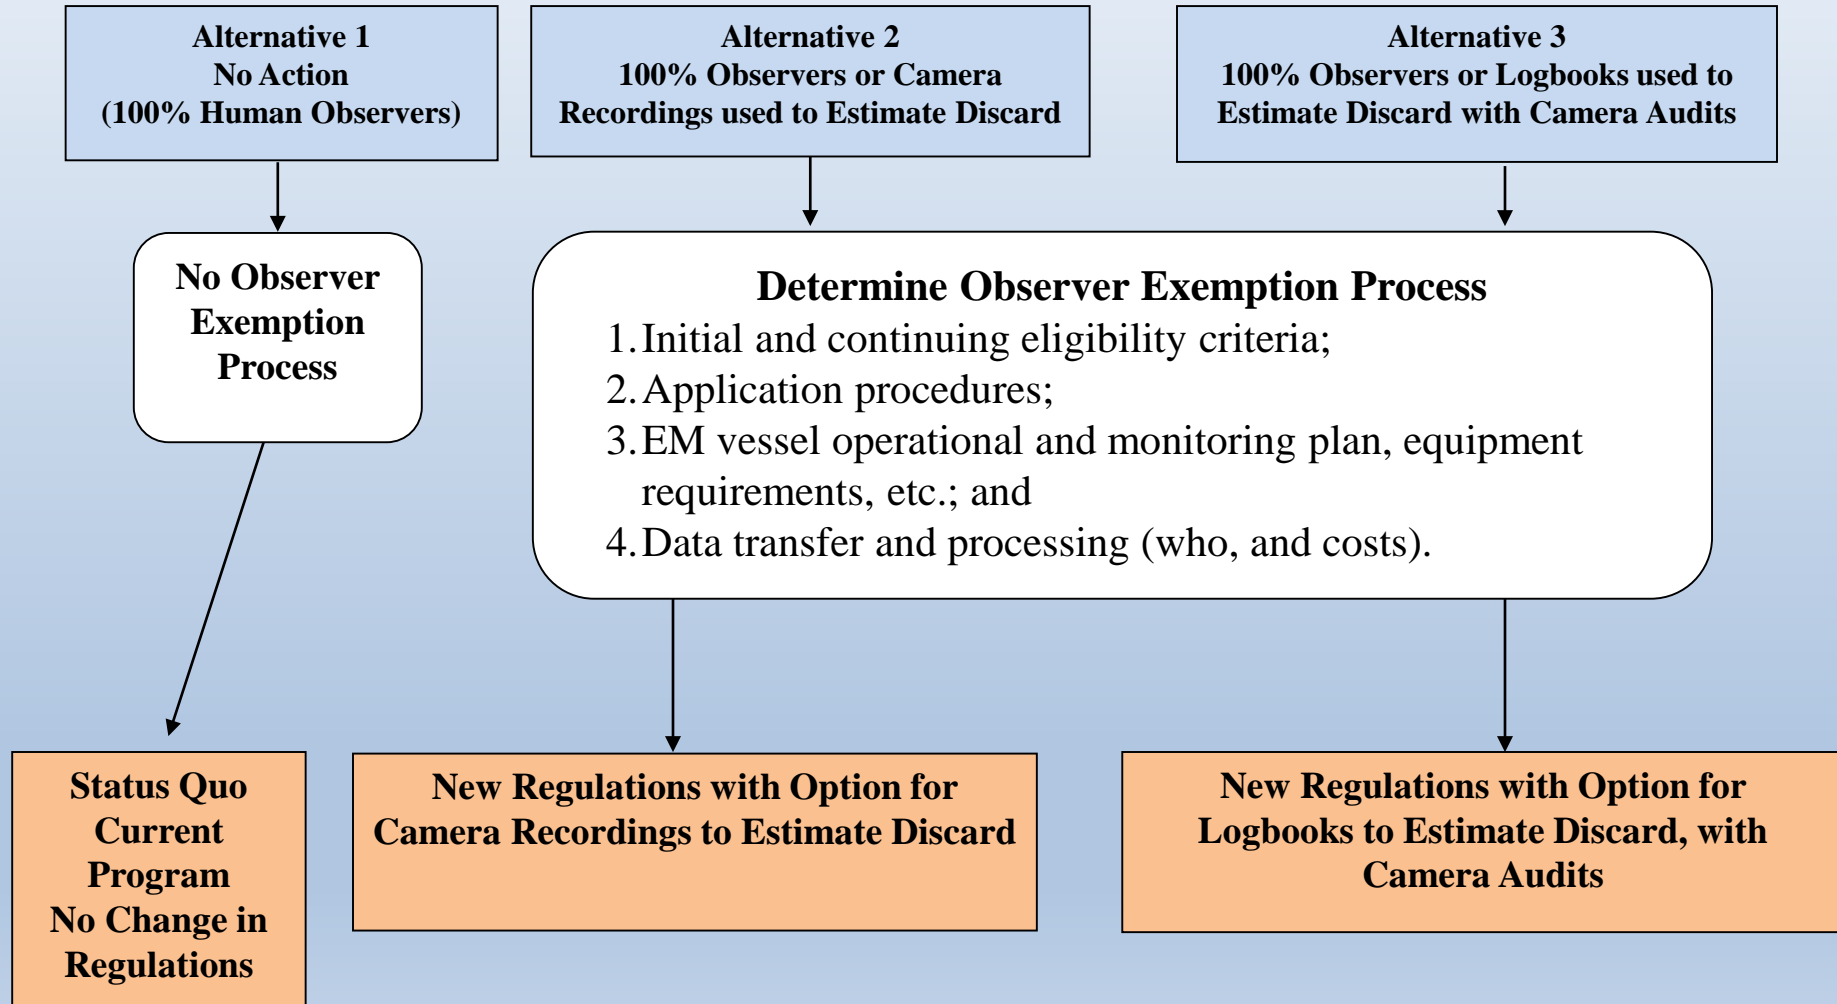 Alternative 1
No Action
(100% Human Observers)
Alternative 2
100% Observers or Camera
Recordings used to Estimate Discard
Alternative 3
100% Observers or Logbooks used to
Estimate Discard with Camera Audits
No Observer
Exemption
Process
Determine Observer Exemption Process
1. Initial and continuing eligibility criteria;
2. Application procedures;
3. EM vessel operational and monitoring plan, equipment
requirements, etc.; and
4. Data transfer and processing (who, and costs).
Status Quo
Current
Program
No Change in
Regulations
New Regulations with Option for
Camera Recordings to Estimate Discard
New Regulations with Option for
Logbooks to Estimate Discard, with
Camera Audits